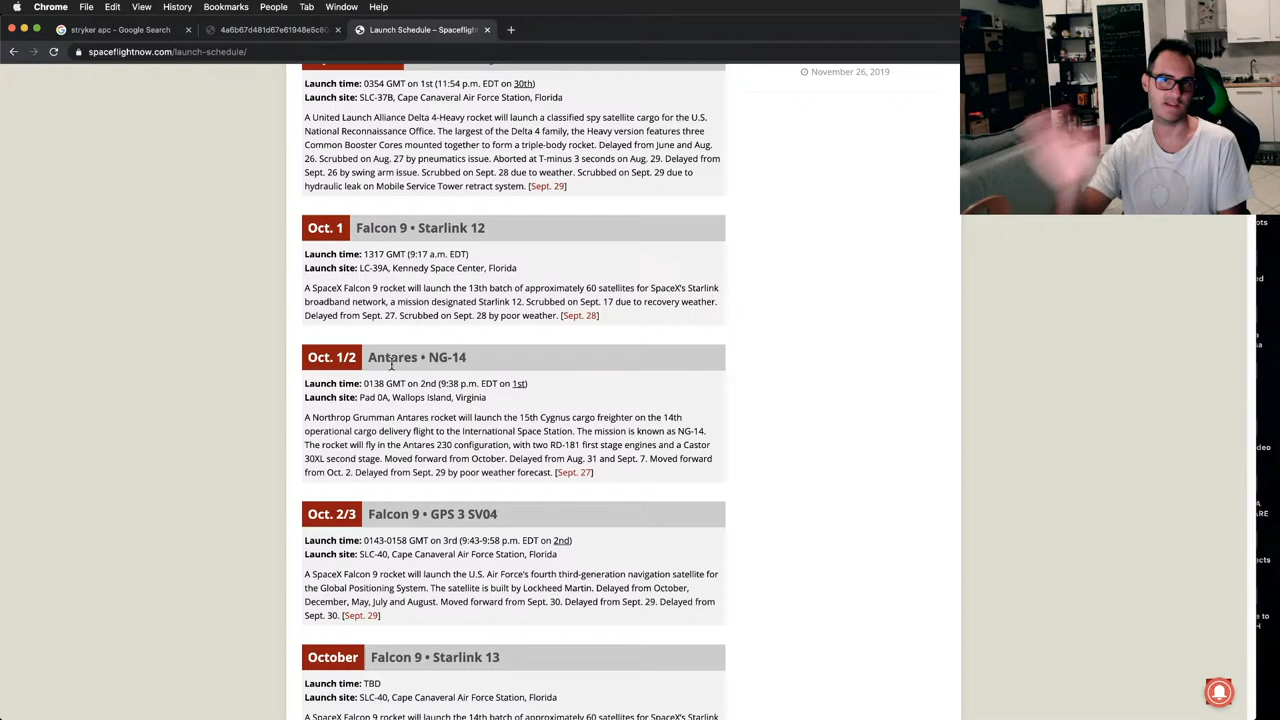 Chrome File Edit View History Bookmarks People Tab Window Help
stryker apc - Google Search
4a6b67d481d67e61948e5c80
Launch Schedule – Spaceflight
spaceflightnow.com/launch-schedule/
November 26, 2019
Launch time: 0354 GMT on 1st (11:54 p.m. EDT on 30th)
Launch site: SLC-37B, Cape Canaveral Air Force Station, Florida
A United Launch Alliance Delta 4-Heavy rocket will launch a classified spy satellite cargo for the U.S.
National Reconnaissance Office. The largest of the Delta 4 family, the Heavy version features three
Common Booster Cores mounted together to form a triple-body rocket. Delayed from June and Aug.
26. Scrubbed on Aug. 27 by pneumatics issue. Aborted at T-minus 3 seconds on Aug. 29. Delayed from
Sept. 26 by swing arm issue. Scrubbed on Sept. 28 due to weather. Scrubbed on Sept. 29 due to
hydraulic leak on Mobile Service Tower retract system. [Sept. 29]
Oct. 1 Falcon 9 • Starlink 12
Launch time: 1317 GMT (9:17 a.m. EDT)
Launch site: LC-39A, Kennedy Space Center, Florida
A SpaceX Falcon 9 rocket will launch the 13th batch of approximately 60 satellites for SpaceX's Starlink
broadband network, a mission designated Starlink 12. Scrubbed on Sept. 17 due to recovery weather.
Delayed from Sept. 27. Scrubbed on Sept. 28 by poor weather. [Sept. 28]
Oct. 1/2 Antares • NG-14
Launch time: 0138 GMT on 2nd (9:38 p.m. EDT on 1st)
Launch site: Pad 0A, Wallops Island, Virginia
A Northrop Grumman Antares rocket will launch the 15th Cygnus cargo freighter on the 14th
operational cargo delivery flight to the International Space Station. The mission is known as NG-14.
The rocket will fly in the Antares 230 configuration, with two RD-181 first stage engines and a Castor
30XL second stage. Moved forward from October. Delayed from Aug. 31 and Sept. 7. Moved forward
from Oct. 2. Delayed from Sept. 29 by poor weather forecast. [Sept. 27]
Oct. 2/3 Falcon 9 • GPS 3 SV04
Launch time: 0143-0158 GMT on 3rd (9:43-9:58 p.m. EDT on 2nd)
Launch site: SLC-40, Cape Canaveral Air Force Station, Florida
A SpaceX Falcon 9 rocket will launch the U.S. Air Force's fourth third-generation navigation satellite for
the Global Positioning System. The satellite is built by Lockheed Martin. Delayed from October,
December, May, July and August. Moved forward from Sept. 30. Delayed from Sept. 29. Delayed from
Sept. 30. [Sept. 29]
October Falcon 9 • Starlink 13
Launch time: TBD
Launch site: SLC-40, Cape Canaveral Air Force Station, Florida
A SpaceX Falcon 9 rocket will launch the 14th batch of approximately 60 satellites for SpaceX's Starlink